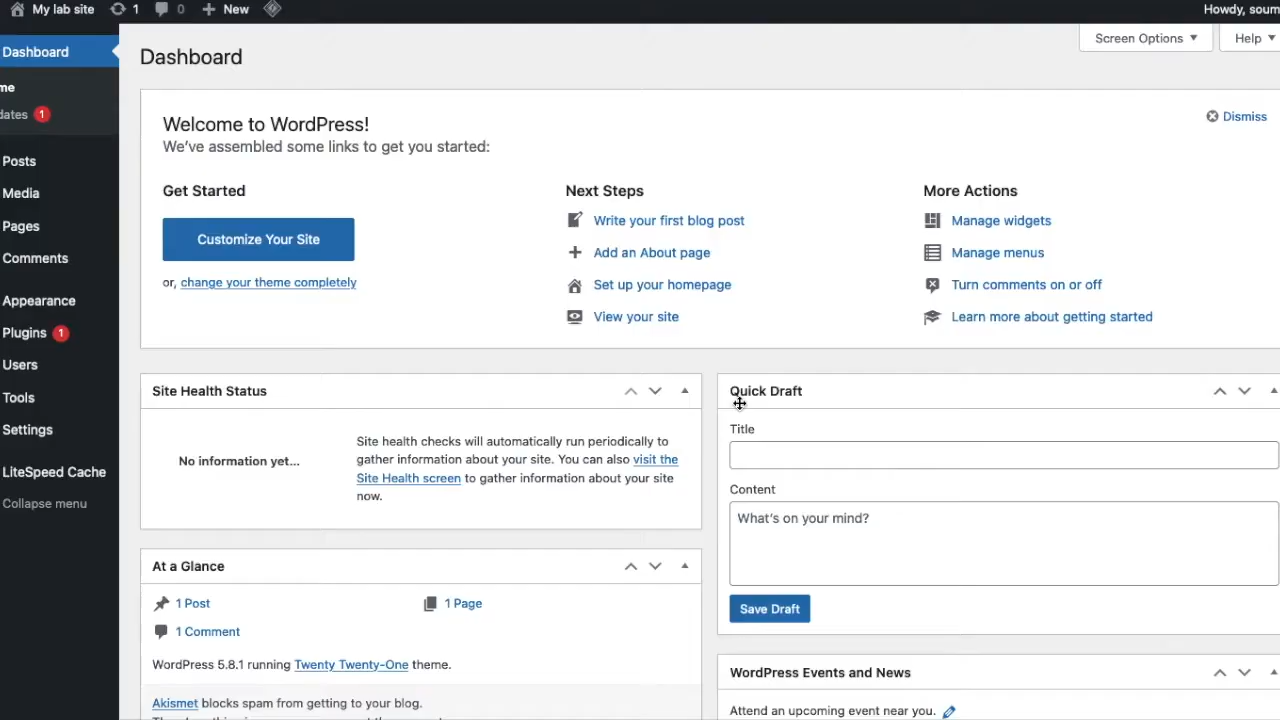 My lab site 1 0 New
Howdy, soum
Dashboard
me
dates 1
Posts
Media
Pages
Comments
Appearance
Plugins 1
Users
Tools
Settings
LiteSpeed Cache
Collapse menu
Screen Options
Help
Dashboard
Welcome to WordPress!
We've assembled some links to get you started:
Dismiss
Get Started
Customize Your Site
or, change your theme completely
Next Steps
Write your first blog post
Add an About page
Set up your homepage
View your site
More Actions
Manage widgets
Manage menus
Turn comments on or off
Learn more about getting started
Site Health Status
No information yet...
Site health checks will automatically run periodically to
gather information about your site. You can also visit the
Site Health screen to gather information about your site
now.
At a Glance
1 Post
1 Page
1 Comment
WordPress 5.8.1 running Twenty Twenty-One theme.
Akismet blocks spam from getting to your blog.
Quick Draft
Title
Content
What's on your mind?
Save Draft
WordPress Events and News
Attend an upcoming event near you.